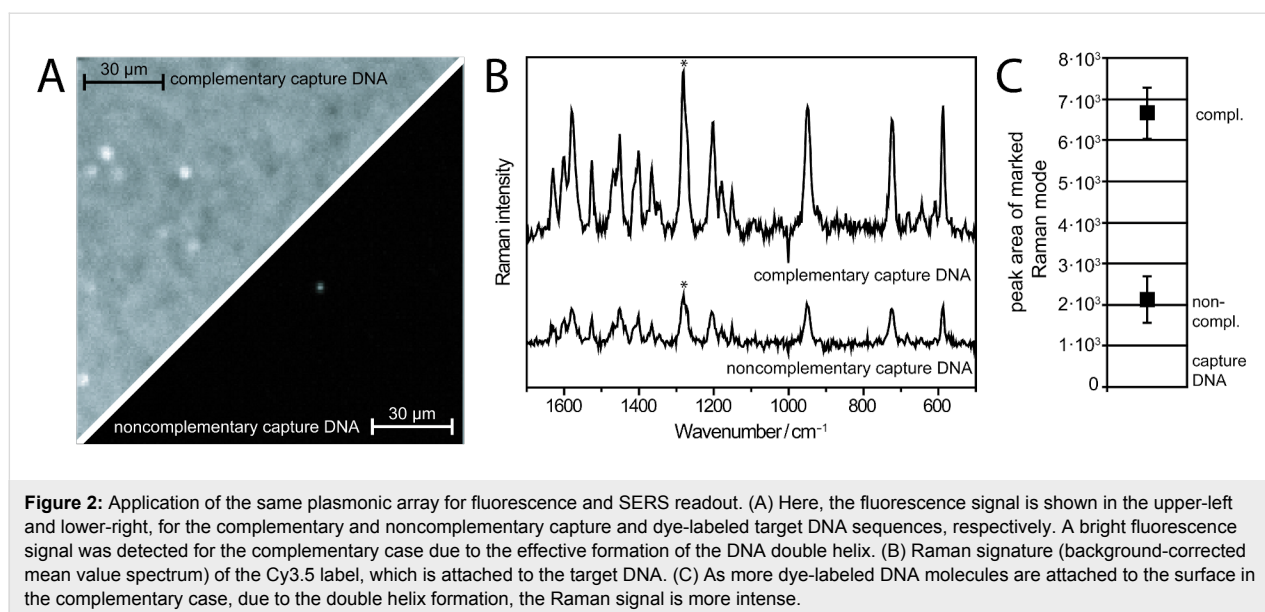 A
30 µm
complementary capture DNA
noncomplementary capture DNA
30 µm
B
Raman intensity
*
complementary capture DNA
*
noncomplementary capture DNA
1600 1400 1200 1000 800 600
Wavenumber / cm⁻¹
C
peak area of marked
Raman mode
8·10³
7·10³
6·10³
5·10³
4·10³
3·10³
2·10³
1·10³
0
compl.
non-
compl.
capture
DNA
Figure 2: Application of the same plasmonic array for fluorescence and SERS readout. (A) Here, the fluorescence signal is shown in the upper-left
and lower-right, for the complementary and noncomplementary capture and dye-labeled target DNA sequences, respectively. A bright fluorescence
signal was detected for the complementary case due to the effective formation of the DNA double helix. (B) Raman signature (background-corrected
mean value spectrum) of the Cy3.5 label, which is attached to the target DNA. (C) As more dye-labeled DNA molecules are attached to the surface in
the complementary case, due to the double helix formation, the Raman signal is more intense.